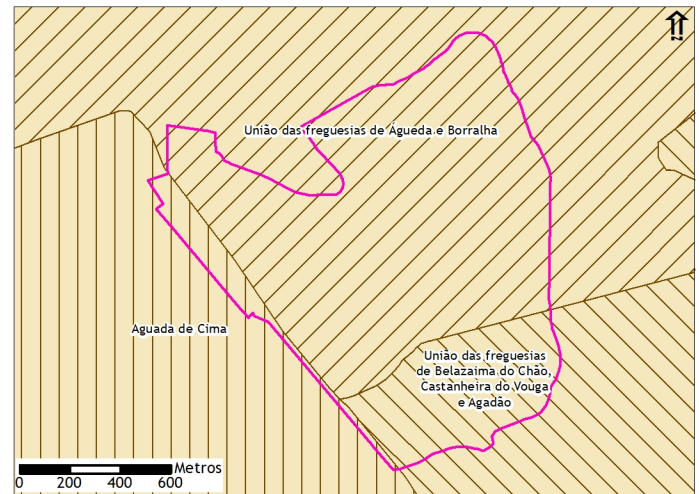 N
União das freguesias de Águeda e Borralha
Aguada de Cima
União das freguesias
de Belazaima do Chão,
Castanheira do Vouga
e Agadão
Metros
0 200 400 600